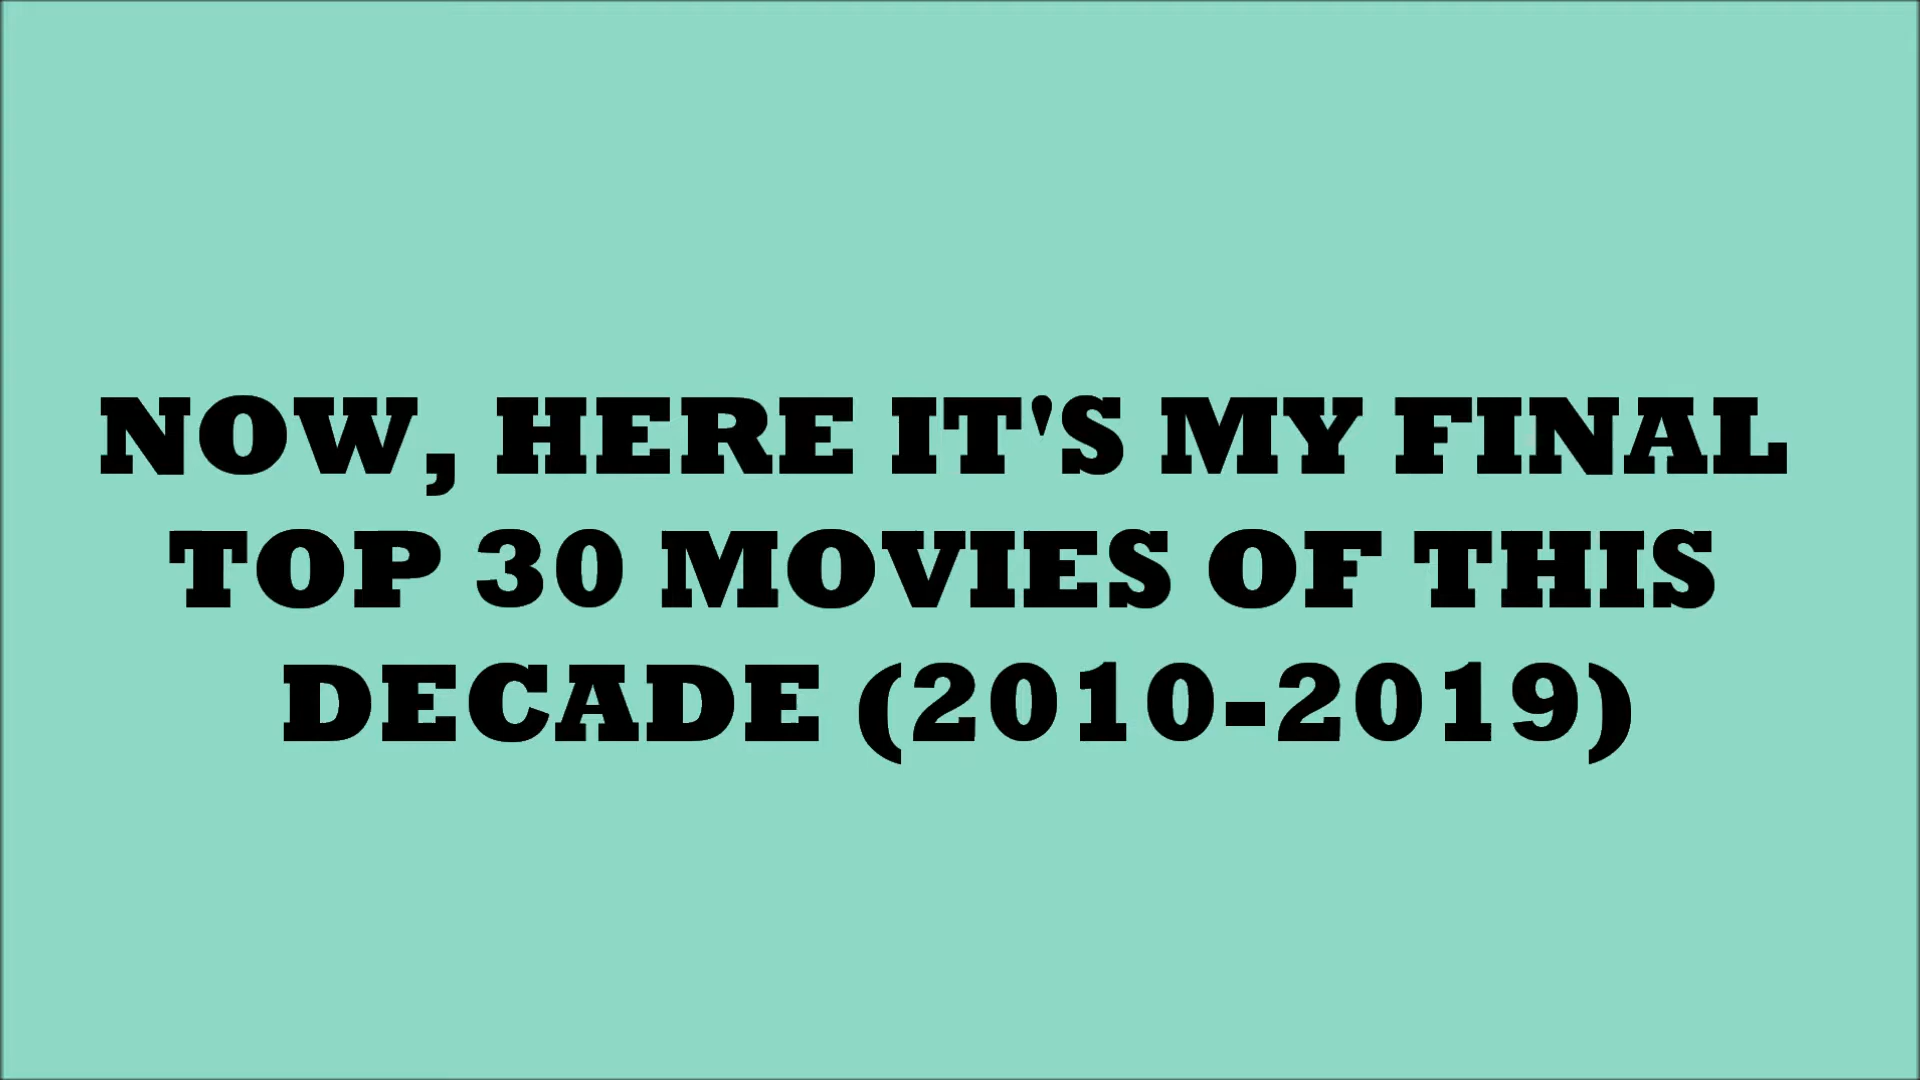 NOW, HERE IT'S MY FINAL
TOP 30 MOVIES OF THIS
DECADE (2010-2019)